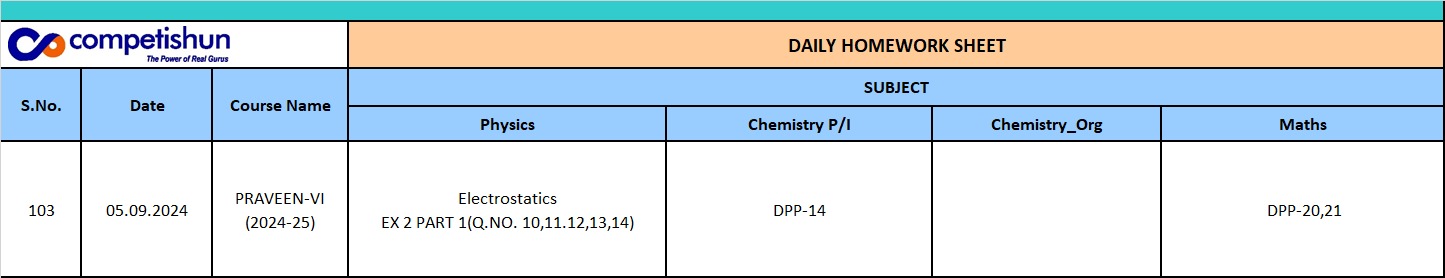 competishun
The Power of Real Gurus
DAILY HOMEWORK SHEET
S.No.
Date
Course Name
SUBJECT
Physics
Chemistry P/I
Chemistry_Org
Maths
103
05.09.2024
PRAVEEN-VI
(2024-25)
Electrostatics
EX 2 PART 1(Q.NO. 10,11.12,13,14)
DPP-14
DPP-20,21